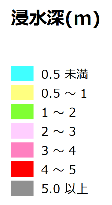 浸水深(m)
0.5 未満
0.5 ～ 1
1 ～ 2
2 ～ 3
3 ～ 4
4 ～ 5
5.0 以上